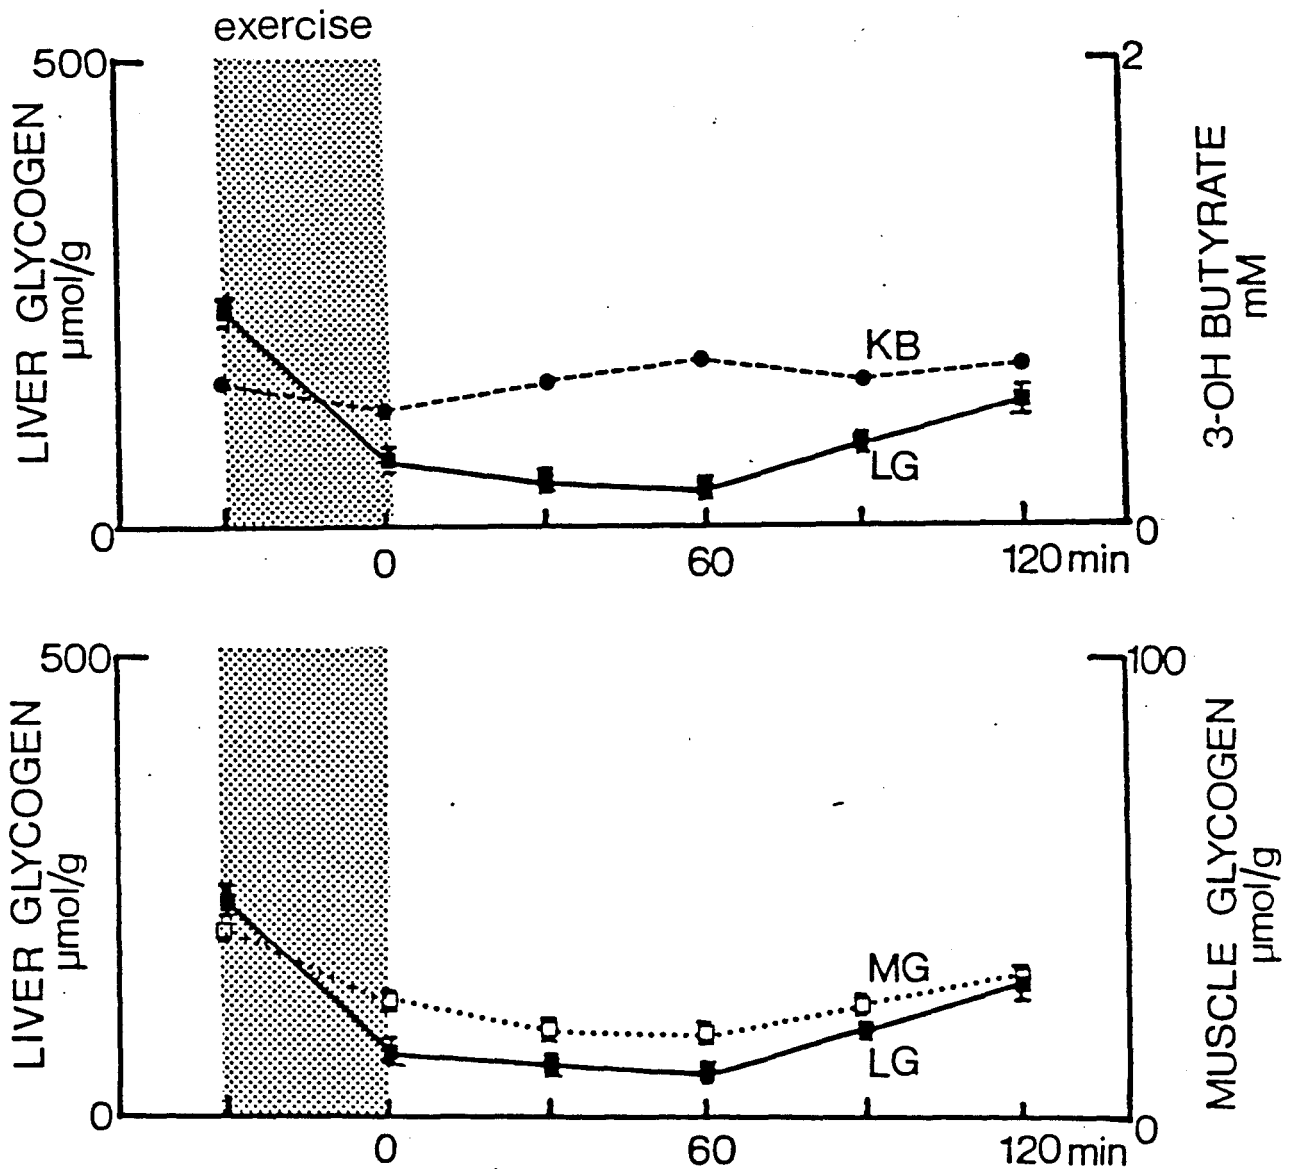 exercise
500
2
LIVER GLYCOGEN
µmol/g
3-OH BUTYRATE
mM
KB
LG
0
0
0
60
120 min
500
100
LIVER GLYCOGEN
µmol/g
MUSCLE GLYCOGEN
µmol/g
MG
LG
0
0
0
60
120 min